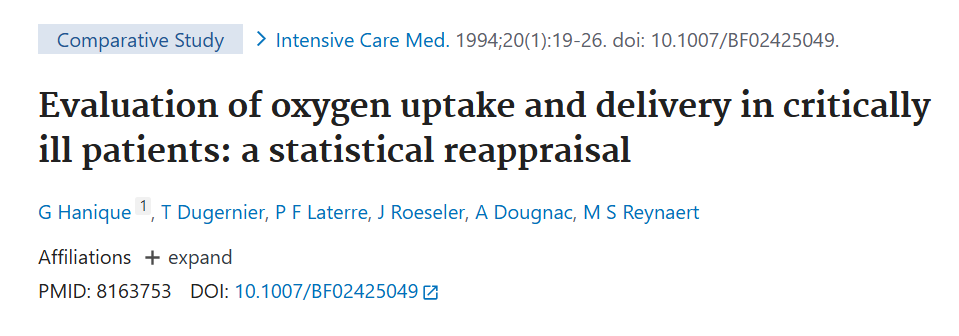 Comparative Study > Intensive Care Med. 1994;20(1):19-26. doi: 10.1007/BF02425049.
Evaluation of oxygen uptake and delivery in critically
ill patients: a statistical reappraisal
G Hanique 1, T Dugernier, P F Laterre, J Roeseler, A Dougnac, M S Reynaert
Affiliations + expand
PMID: 8163753 DOI: 10.1007/BF02425049